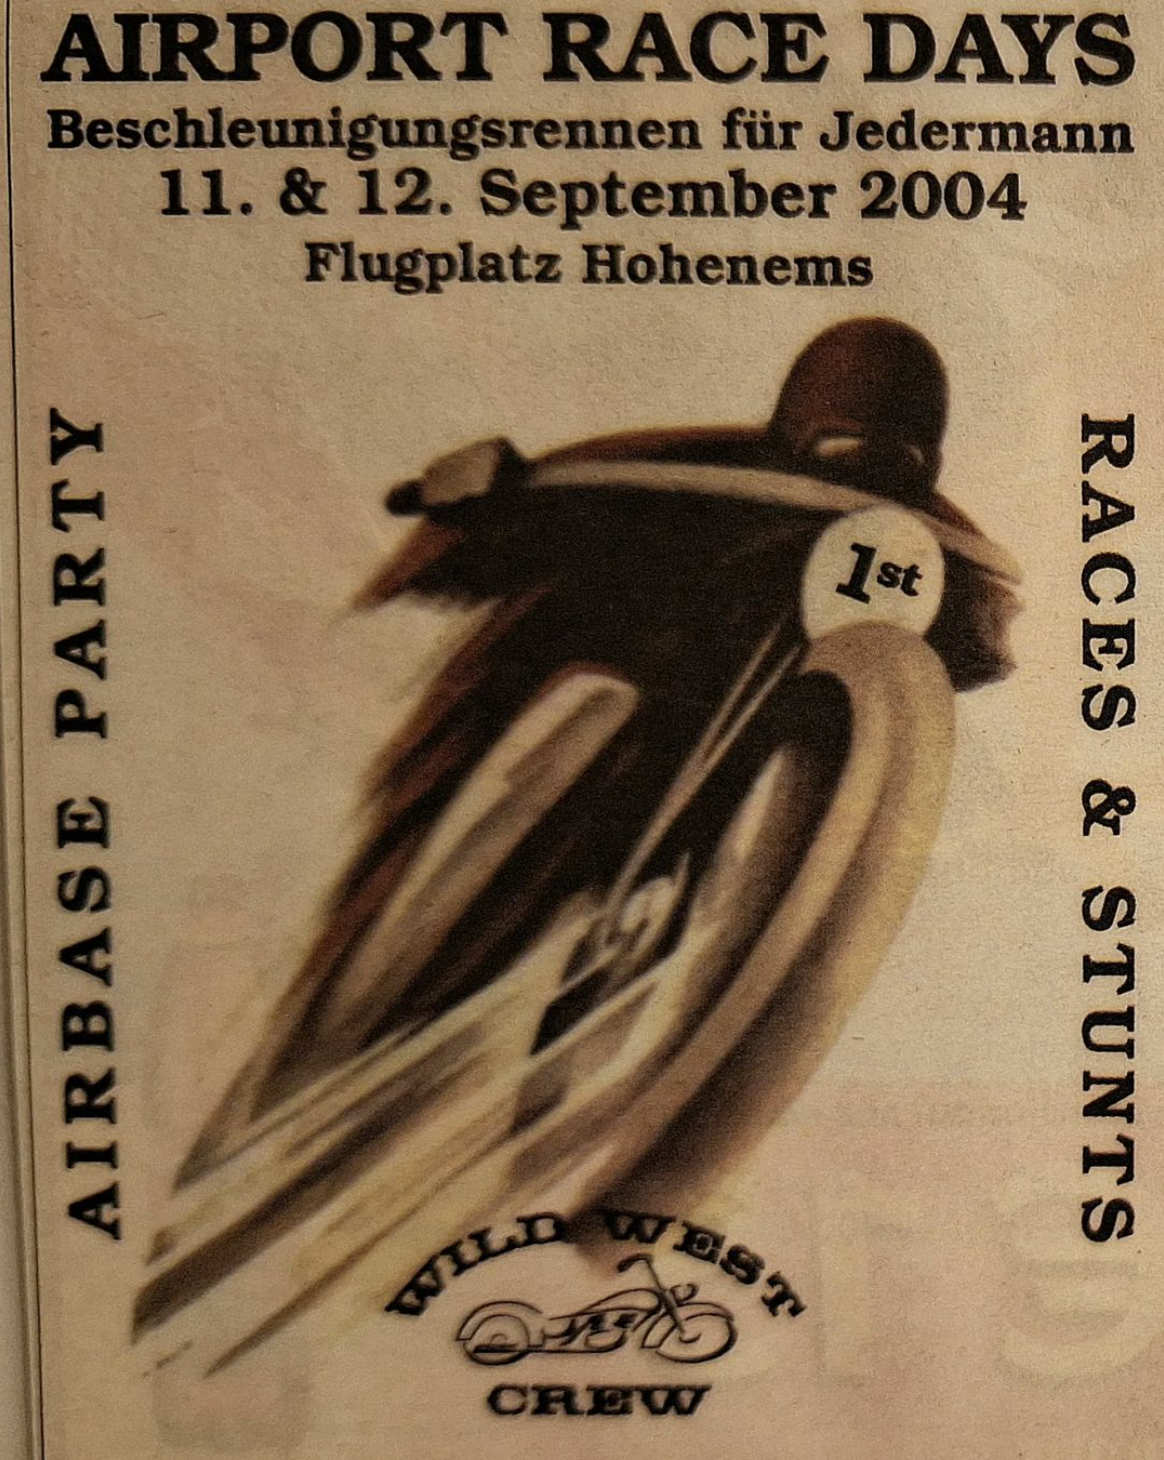 AIRPORT RACE DAYS
Beschleunigungsrennen für Jedermann
11. & 12. September 2004
Flugplatz Hohenems
AIRBASE PARTY
RACES & STUNTS
1st
WILD WEST
CREW